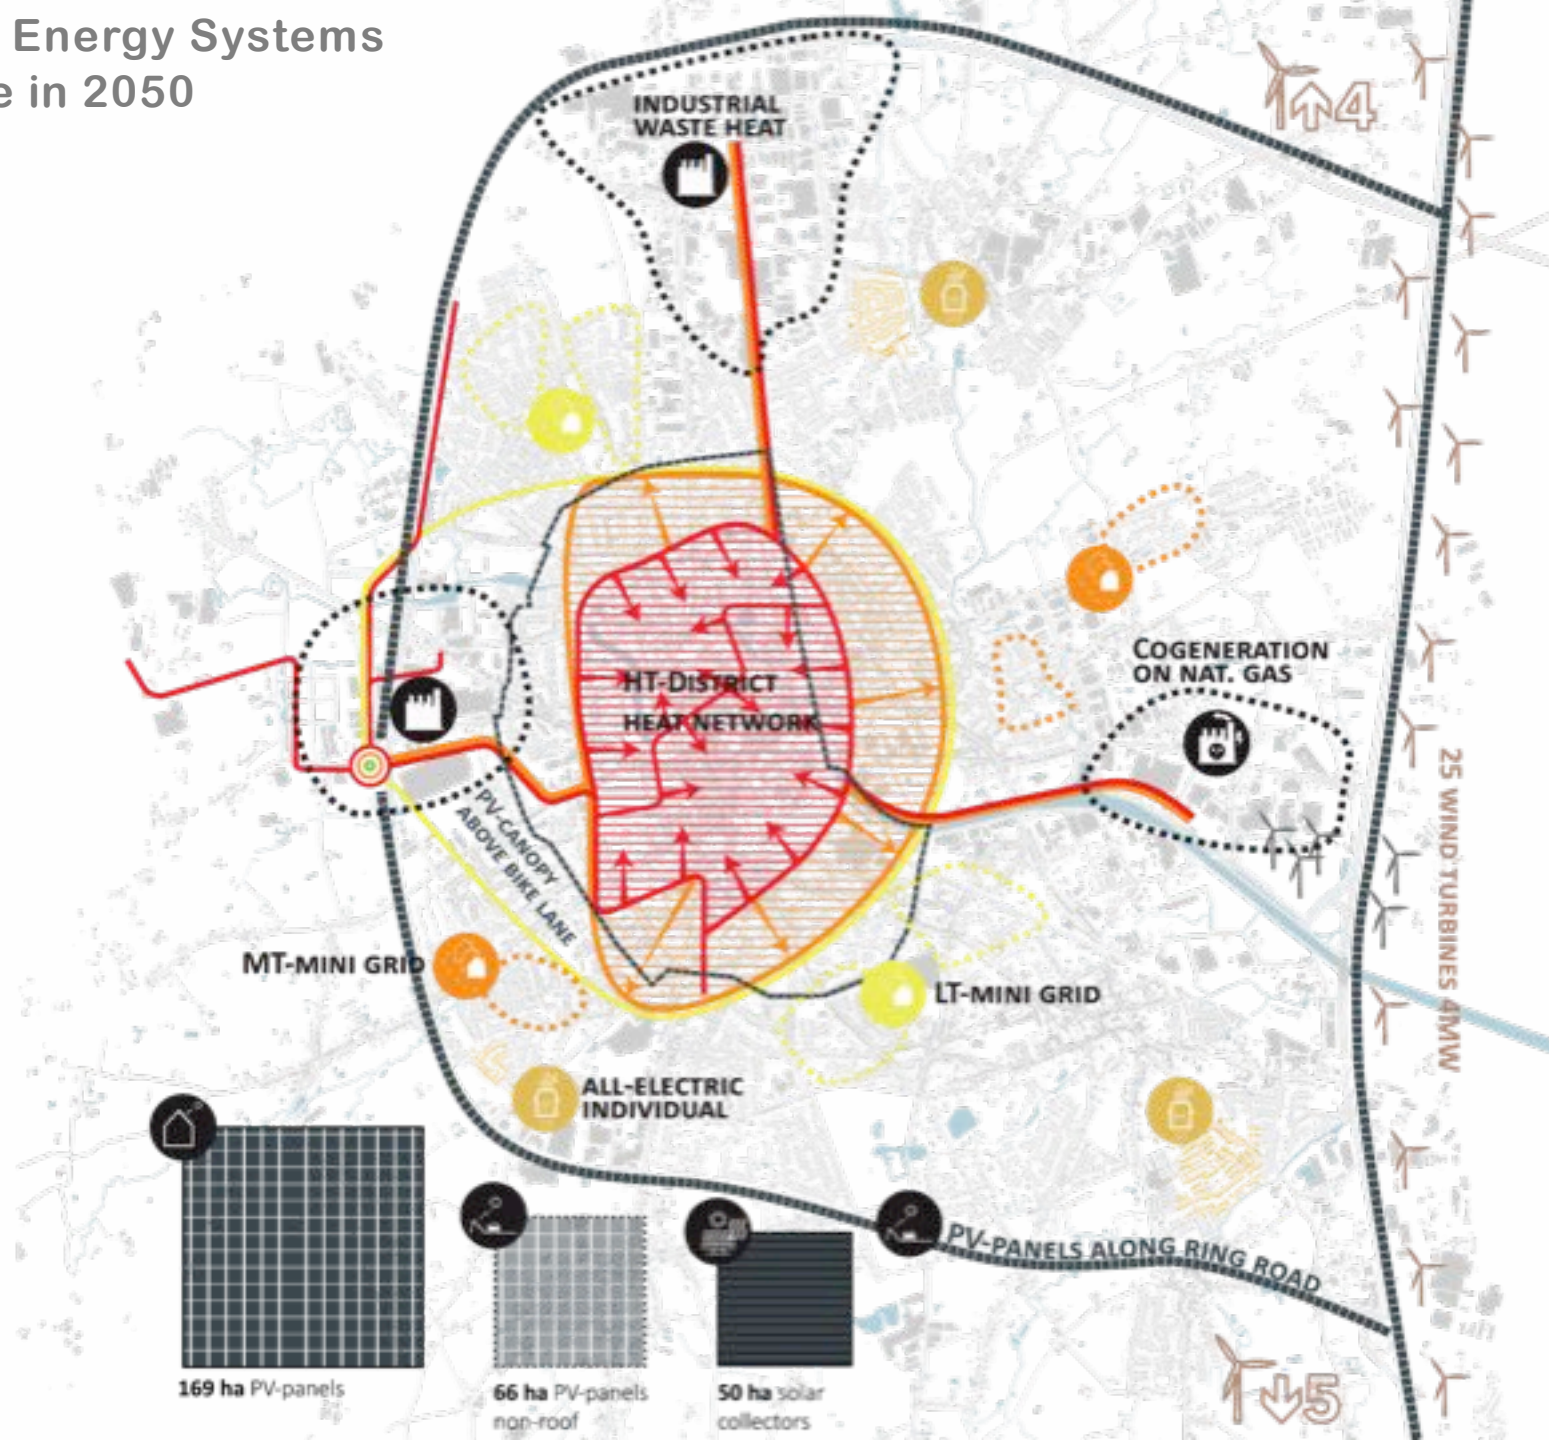 Energy Systems
e in 2050
INDUSTRIAL
WASTE HEAT
4
COGENERATION
ON NAT. GAS
HT-DISTRICT
HEAT NETWORK
25 WIND TURBINES 4MW
PV-CANOPY
ABOVE BIKE LANE
MT-MINI GRID
LT-MINI GRID
ALL-ELECTRIC
INDIVIDUAL
PV-PANELS ALONG RING ROAD
169 ha PV-panels
66 ha PV-panels
non-roof
50 ha solar
collectors
5